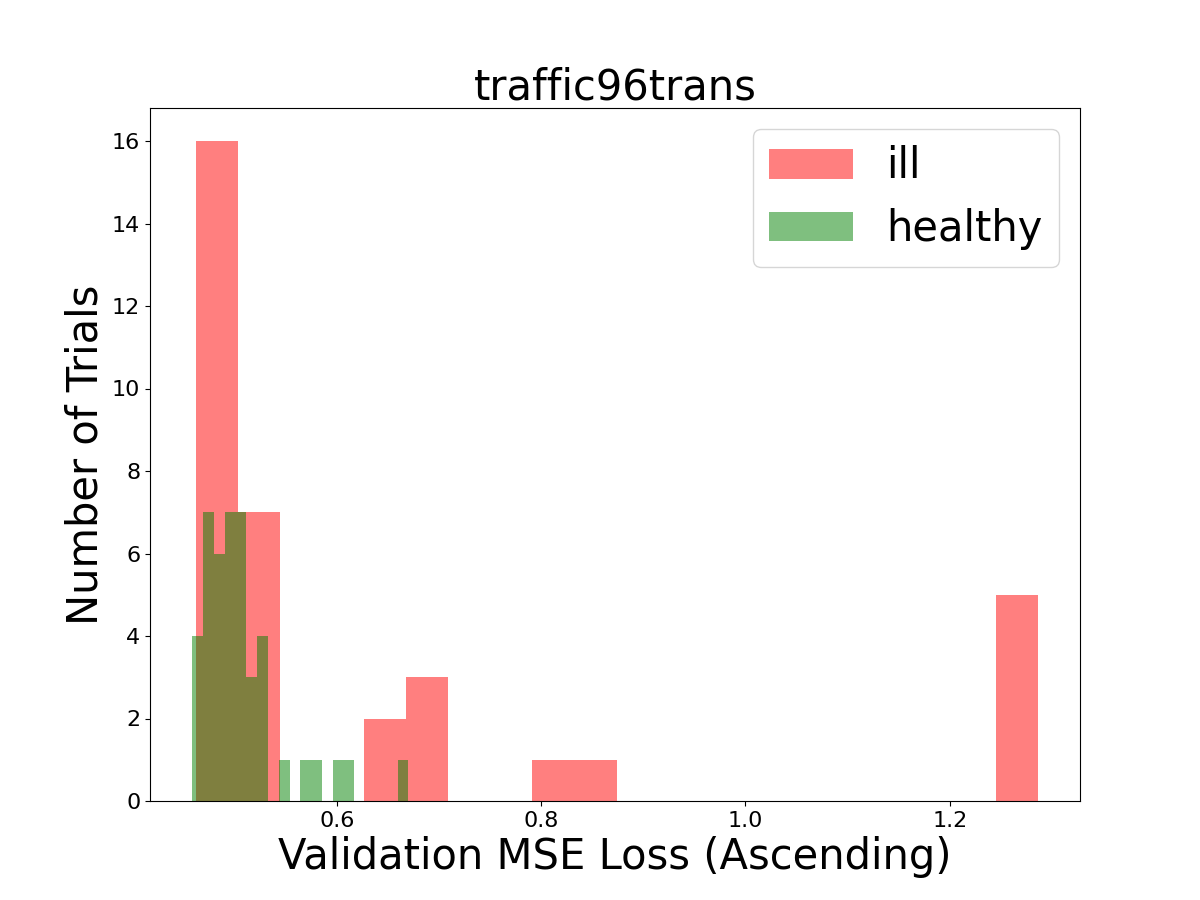 traffic96trans
ill
healthy
Number of Trials
16
14
12
10
8
6
4
2
0
0.6 0.8 1.0 1.2
Validation MSE Loss (Ascending)